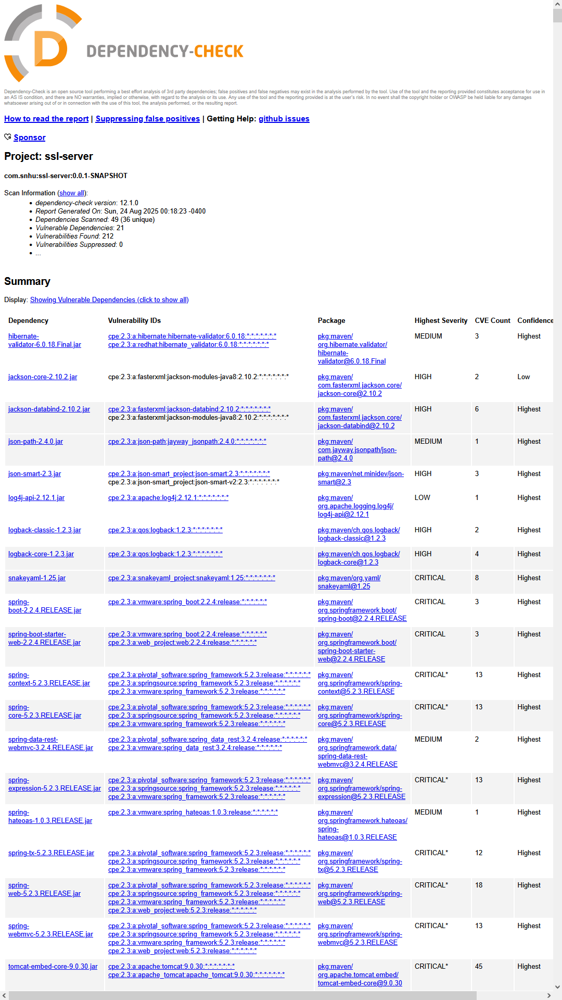 DEPENDENCY-CHECK
Dependency-Check is an open source tool performing a best effort analysis of 3rd party dependencies; false positives and false negatives may exist in the analysis performed by the tool. Use of the tool and the reporting provided constitutes acceptance for use in
an AS IS condition, and there are NO warranties, implied or otherwise, with regard to the analysis or its use. Any use of the tool and the reporting provided is at the user's risk. In no event shall the copyright holder or OWASP be held liable for any damages
whatsoever arising out of or in connection with the use of this tool, the analysis performed, or the resulting report.
How to read the report | Suppressing false positives | Getting Help: github issues
Sponsor
Project: ssl-server
com.snhu:ssl-server:0.0.1-SNAPSHOT
Scan Information (show all):
• dependency-check version: 12.1.0
• Report Generated On: Sun, 24 Aug 2025 00:18:23 -0400
• Dependencies Scanned: 49 (36 unique)
• Vulnerable Dependencies: 21
• Vulnerabilities Found: 212
• Vulnerabilities Suppressed: 0
• ...
Summary
Display: Showing Vulnerable Dependencies (click to show all)
Dependency Vulnerability IDs Package Highest Severity CVE Count Confidence
hibernate- cpe:2.3:a:hibernate:hibernate-validator:6.0.18:*:*:*:*:*:*:* pkg:maven/ MEDIUM 3 Highest
validator-6.0.18.Final.jar cpe:2.3:a:redhat:hibernate_validator:6.0.18:*:*:*:*:*:*:* org.hibernate.validator/
hibernate-
validator@6.0.18.Final
jackson-core-2.10.2.jar cpe:2.3:a:fasterxml:jackson-modules-java8:2.10.2:*:*:*:*:*:*:* pkg:maven/ HIGH 2 Low
com.fasterxml.jackson.core/
jackson-core@2.10.2
jackson-databind-2.10.2.jar cpe:2.3:a:fasterxml:jackson-databind:2.10.2:*:*:*:*:*:*:* pkg:maven/ HIGH 6 Highest
cpe:2.3:a:fasterxml:jackson-modules-java8:2.10.2:*:*:*:*:*:*:* com.fasterxml.jackson.core/
jackson-databind@2.10.2
json-path-2.4.0.jar cpe:2.3:a:json-path:jayway_jsonpath:2.4.0:*:*:*:*:*:*:* pkg:maven/ MEDIUM 1 Highest
com.jayway.jsonpath/json-
path@2.4.0
json-smart-2.3.jar cpe:2.3:a:json-smart_project:json-smart:2.3:*:*:*:*:*:*:* pkg:maven/net.minidev/json- HIGH 3 Highest
cpe:2.3:a:json-smart_project:json-smart-v2:2.3:*:*:*:*:*:*:* smart@2.3
log4j-api-2.12.1.jar cpe:2.3:a:apache:log4j:2.12.1:*:*:*:*:*:*:* pkg:maven/ LOW 1 Highest
org.apache.logging.log4j/
log4j-api@2.12.1
logback-classic-1.2.3.jar cpe:2.3:a:qos:logback:1.2.3:*:*:*:*:*:*:* pkg:maven/ch.qos.logback/ HIGH 2 Highest
logback-classic@1.2.3
logback-core-1.2.3.jar cpe:2.3:a:qos:logback:1.2.3:*:*:*:*:*:*:* pkg:maven/ch.qos.logback/ HIGH 4 Highest
logback-core@1.2.3
snakeyaml-1.25.jar cpe:2.3:a:snakeyaml_project:snakeyaml:1.25:*:*:*:*:*:*:* pkg:maven/org.yaml/ CRITICAL 8 Highest
snakeyaml@1.25
spring- cpe:2.3:a:vmware:spring_boot:2.2.4:release:*:*:*:*:*:* pkg:maven/ CRITICAL 3 Highest
boot-2.2.4.RELEASE.jar org.springframework.boot/
spring-boot@2.2.4.RELEASE
spring-boot-starter- cpe:2.3:a:vmware:spring_boot:2.2.4:release:*:*:*:*:*:* pkg:maven/ CRITICAL 3 Highest
web-2.2.4.RELEASE.jar cpe:2.3:a:web_project:web:2.2.4:release:*:*:*:*:*:* org.springframework.boot/
spring-boot-starter-
web@2.2.4.RELEASE
spring- cpe:2.3:a:pivotal_software:spring_framework:5.2.3:release:*:*:*:*:*:* pkg:maven/ CRITICAL* 13 Highest
context-5.2.3.RELEASE.jar cpe:2.3:a:springsource:spring_framework:5.2.3:release:*:*:*:*:*:* org.springframework/spring-
cpe:2.3:a:vmware:spring_framework:5.2.3:release:*:*:*:*:*:* context@5.2.3.RELEASE
spring- cpe:2.3:a:pivotal_software:spring_framework:5.2.3:release:*:*:*:*:*:* pkg:maven/ CRITICAL* 13 Highest
core-5.2.3.RELEASE.jar cpe:2.3:a:springsource:spring_framework:5.2.3:release:*:*:*:*:*:* org.springframework/spring-
cpe:2.3:a:vmware:spring_framework:5.2.3:release:*:*:*:*:*:* core@5.2.3.RELEASE
spring-data-rest- cpe:2.3:a:pivotal_software:spring_data_rest:3.2.4:release:*:*:*:*:*:* pkg:maven/ MEDIUM 2 Highest
webmvc-3.2.4.RELEASE.jar cpe:2.3:a:vmware:spring_data_rest:3.2.4:release:*:*:*:*:*:* org.springframework.data/
spring-data-rest-
webmvc@3.2.4.RELEASE
spring- cpe:2.3:a:pivotal_software:spring_framework:5.2.3:release:*:*:*:*:*:* pkg:maven/ CRITICAL* 13 Highest
expression-5.2.3.RELEASE.jar cpe:2.3:a:springsource:spring_framework:5.2.3:release:*:*:*:*:*:* org.springframework/spring-
cpe:2.3:a:vmware:spring_framework:5.2.3:release:*:*:*:*:*:* expression@5.2.3.RELEASE
spring- cpe:2.3:a:vmware:spring_hateoas:1.0.3:release:*:*:*:*:*:* pkg:maven/ MEDIUM 1 Highest
hateoas-1.0.3.RELEASE.jar org.springframework.hateoas/
spring-
hateoas@1.0.3.RELEASE
spring-tx-5.2.3.RELEASE.jar cpe:2.3:a:pivotal_software:spring_framework:5.2.3:release:*:*:*:*:*:* pkg:maven/ CRITICAL* 12 Highest
cpe:2.3:a:springsource:spring_framework:5.2.3:release:*:*:*:*:*:* org.springframework/spring-
cpe:2.3:a:vmware:spring_framework:5.2.3:release:*:*:*:*:*:* tx@5.2.3.RELEASE
spring- cpe:2.3:a:pivotal_software:spring_framework:5.2.3:release:*:*:*:*:*:* pkg:maven/ CRITICAL* 18 Highest
web-5.2.3.RELEASE.jar cpe:2.3:a:springsource:spring_framework:5.2.3:release:*:*:*:*:*:* org.springframework/spring-
cpe:2.3:a:vmware:spring_framework:5.2.3:release:*:*:*:*:*:* web@5.2.3.RELEASE
cpe:2.3:a:web_project:web:5.2.3:release:*:*:*:*:*:*
spring- cpe:2.3:a:pivotal_software:spring_framework:5.2.3:release:*:*:*:*:*:* pkg:maven/ CRITICAL* 13 Highest
webmvc-5.2.3.RELEASE.jar cpe:2.3:a:springsource:spring_framework:5.2.3:release:*:*:*:*:*:* org.springframework/spring-
cpe:2.3:a:vmware:spring_framework:5.2.3:release:*:*:*:*:*:* webmvc@5.2.3.RELEASE
cpe:2.3:a:web_project:web:5.2.3:release:*:*:*:*:*:*
tomcat-embed-core-9.0.30.jar cpe:2.3:a:apache:tomcat:9.0.30:*:*:*:*:*:*:* pkg:maven/ CRITICAL* 45 Highest
cpe:2.3:a:apache_tomcat:apache_tomcat:9.0.30:*:*:*:*:*:*:* org.apache.tomcat.embed/
tomcat-embed-core@9.0.30